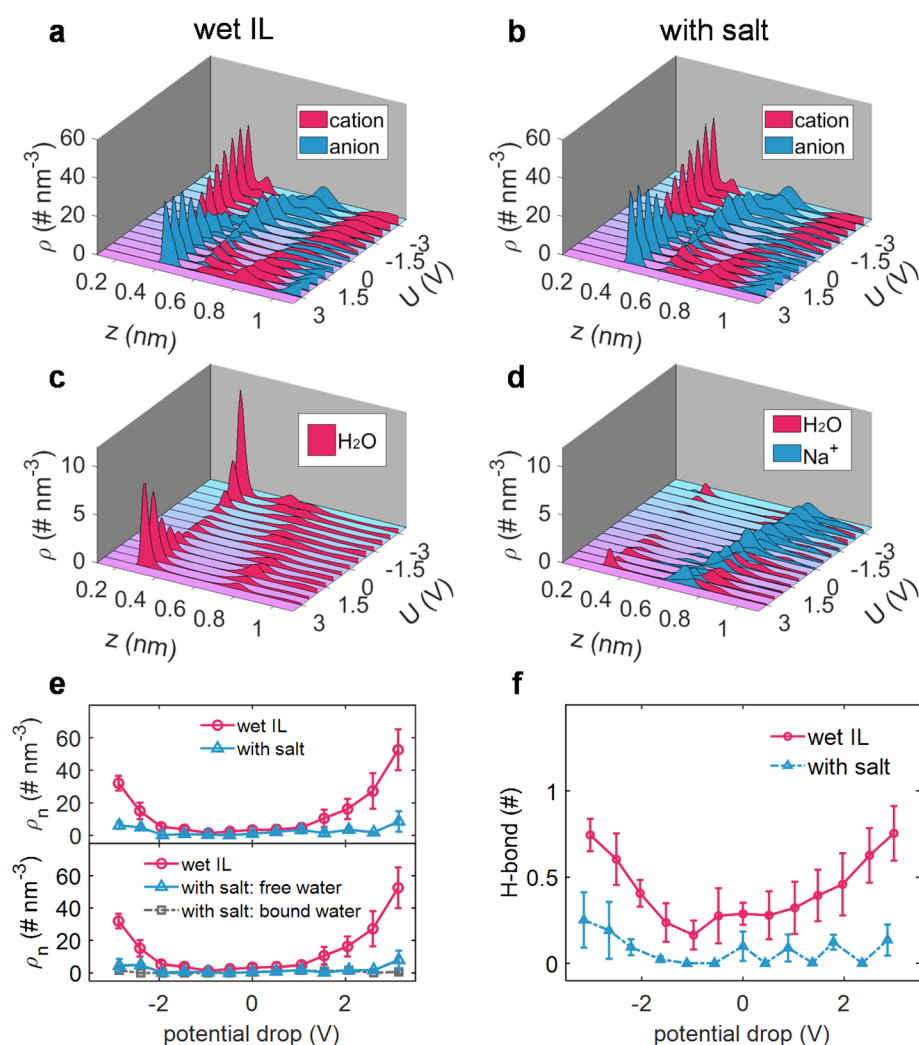 a wet IL
b with salt
cation
anion
60
40
20
0
ρ (# nm-3)
0.2
0.4
0.6
0.8
1
z (nm)
3
1.5
0
-1.5
-3
U (V)
cation
anion
60
40
20
0
ρ (# nm-3)
0.2
0.4
0.6
0.8
1
z (nm)
3
1.5
0
-1.5
-3
U (V)
c
H2O
10
5
0
ρ (# nm-3)
0.2
0.4
0.6
0.8
1
z (nm)
3
1.5
0
-1.5
-3
U (V)
d
H2O
Na+
10
5
0
ρ (# nm-3)
0.2
0.4
0.6
0.8
1
z (nm)
3
1.5
0
-1.5
-3
U (V)
e
wet IL
with salt
60
40
20
0
ρn (# nm-3)
wet IL
with salt: free water
with salt: bound water
60
40
20
0
ρn (# nm-3)
-2 0 2
potential drop (V)
f
wet IL
with salt
1
0.5
0
H-bond (#)
-2 0 2
potential drop (V)